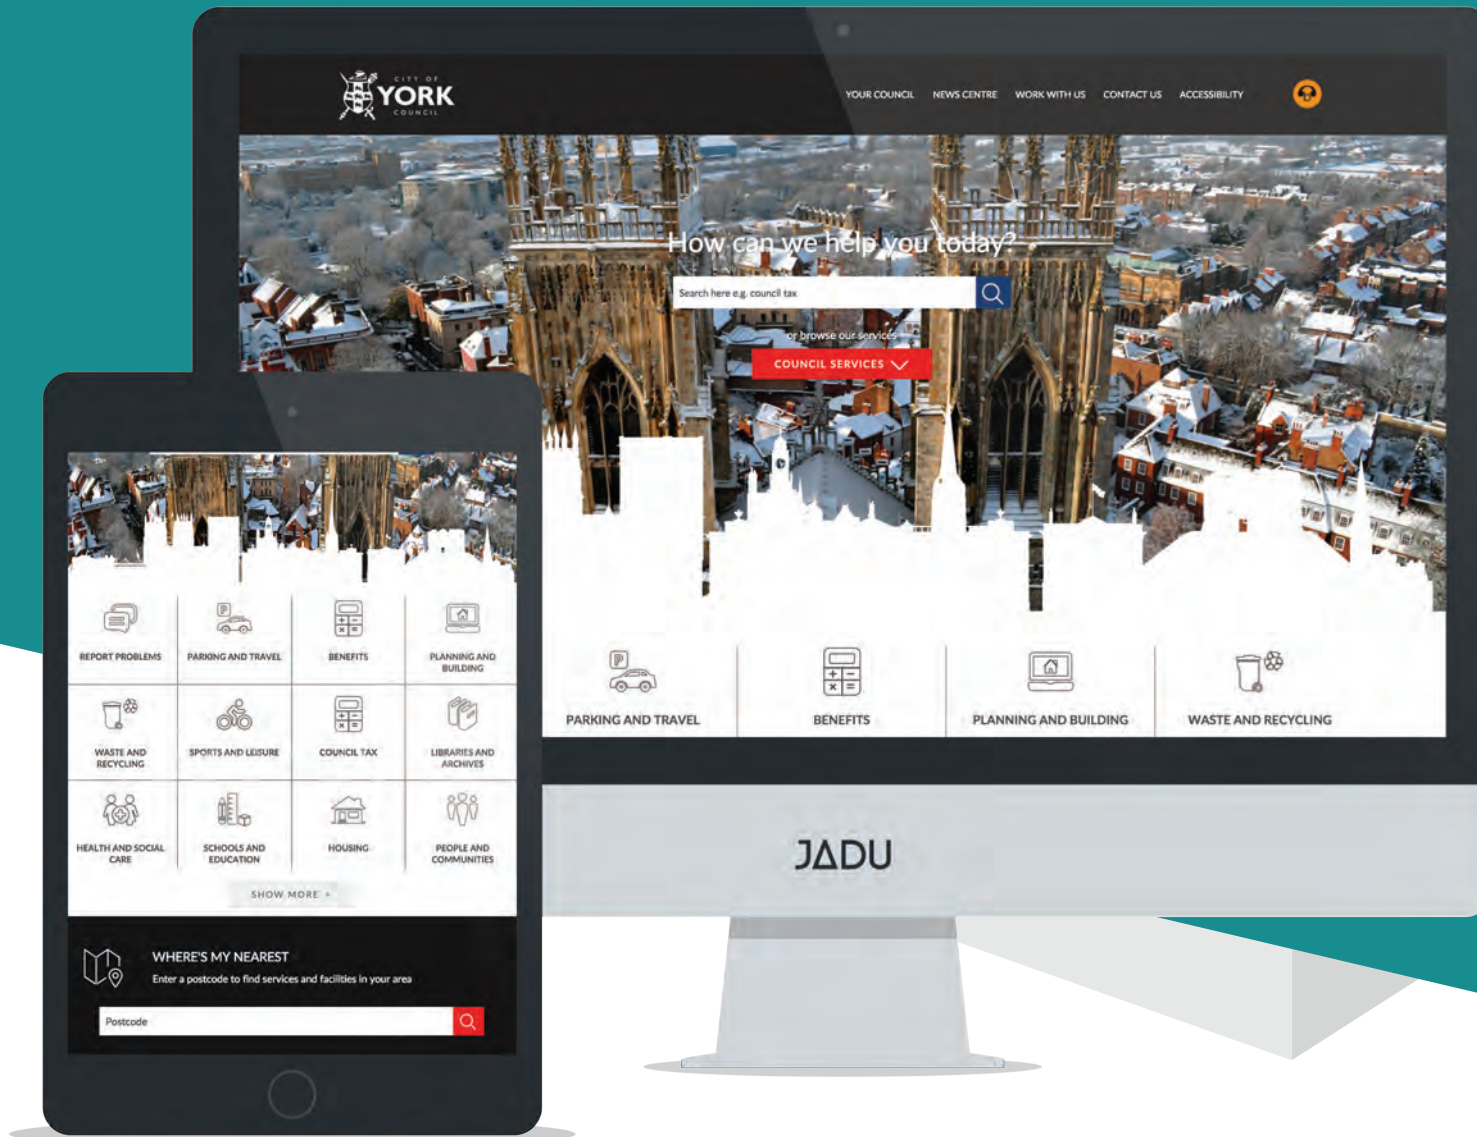 CITY OF
YORK
COUNCIL
YOUR COUNCIL NEWS CENTRE WORK WITH US CONTACT US ACCESSIBILITY
How can we help you today?
Search here e.g. council tax
or browse our services
COUNCIL SERVICES
PARKING AND TRAVEL BENEFITS PLANNING AND BUILDING WASTE AND RECYCLING
P
P
REPORT PROBLEMS PARKING AND TRAVEL BENEFITS PLANNING AND
BUILDING
WASTE AND
RECYCLING
SPORTS AND LEISURE COUNCIL TAX LIBRARIES AND
ARCHIVES
HEALTH AND SOCIAL
CARE
SCHOOLS AND
EDUCATION
HOUSING PEOPLE AND
COMMUNITIES
SHOW MORE +
WHERE'S MY NEAREST
Enter a postcode to find services and facilities in your area
Postcode
JADU